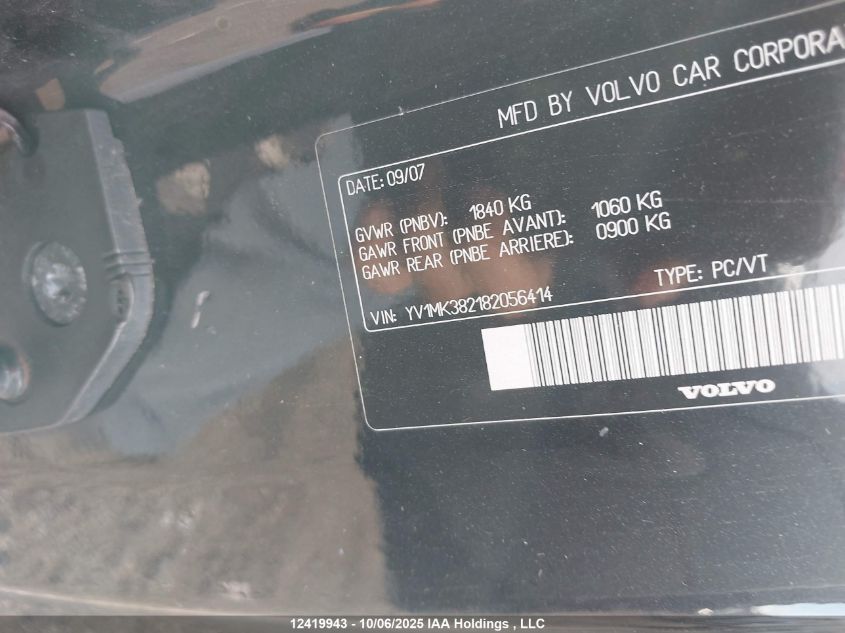 MFD BY VOLVO CAR CORPORA
DATE: 09/07
GVWR (PNBV): 1840 KG
GAWR FRONT (PNBE AVANT): 1060 KG
GAWR REAR (PNBE ARRIERE): 0900 KG
TYPE: PC/VT
VIN: YV1MK382182056414
VOLVO
12419943 - 10/06/2025 IAA Holdings , LLC